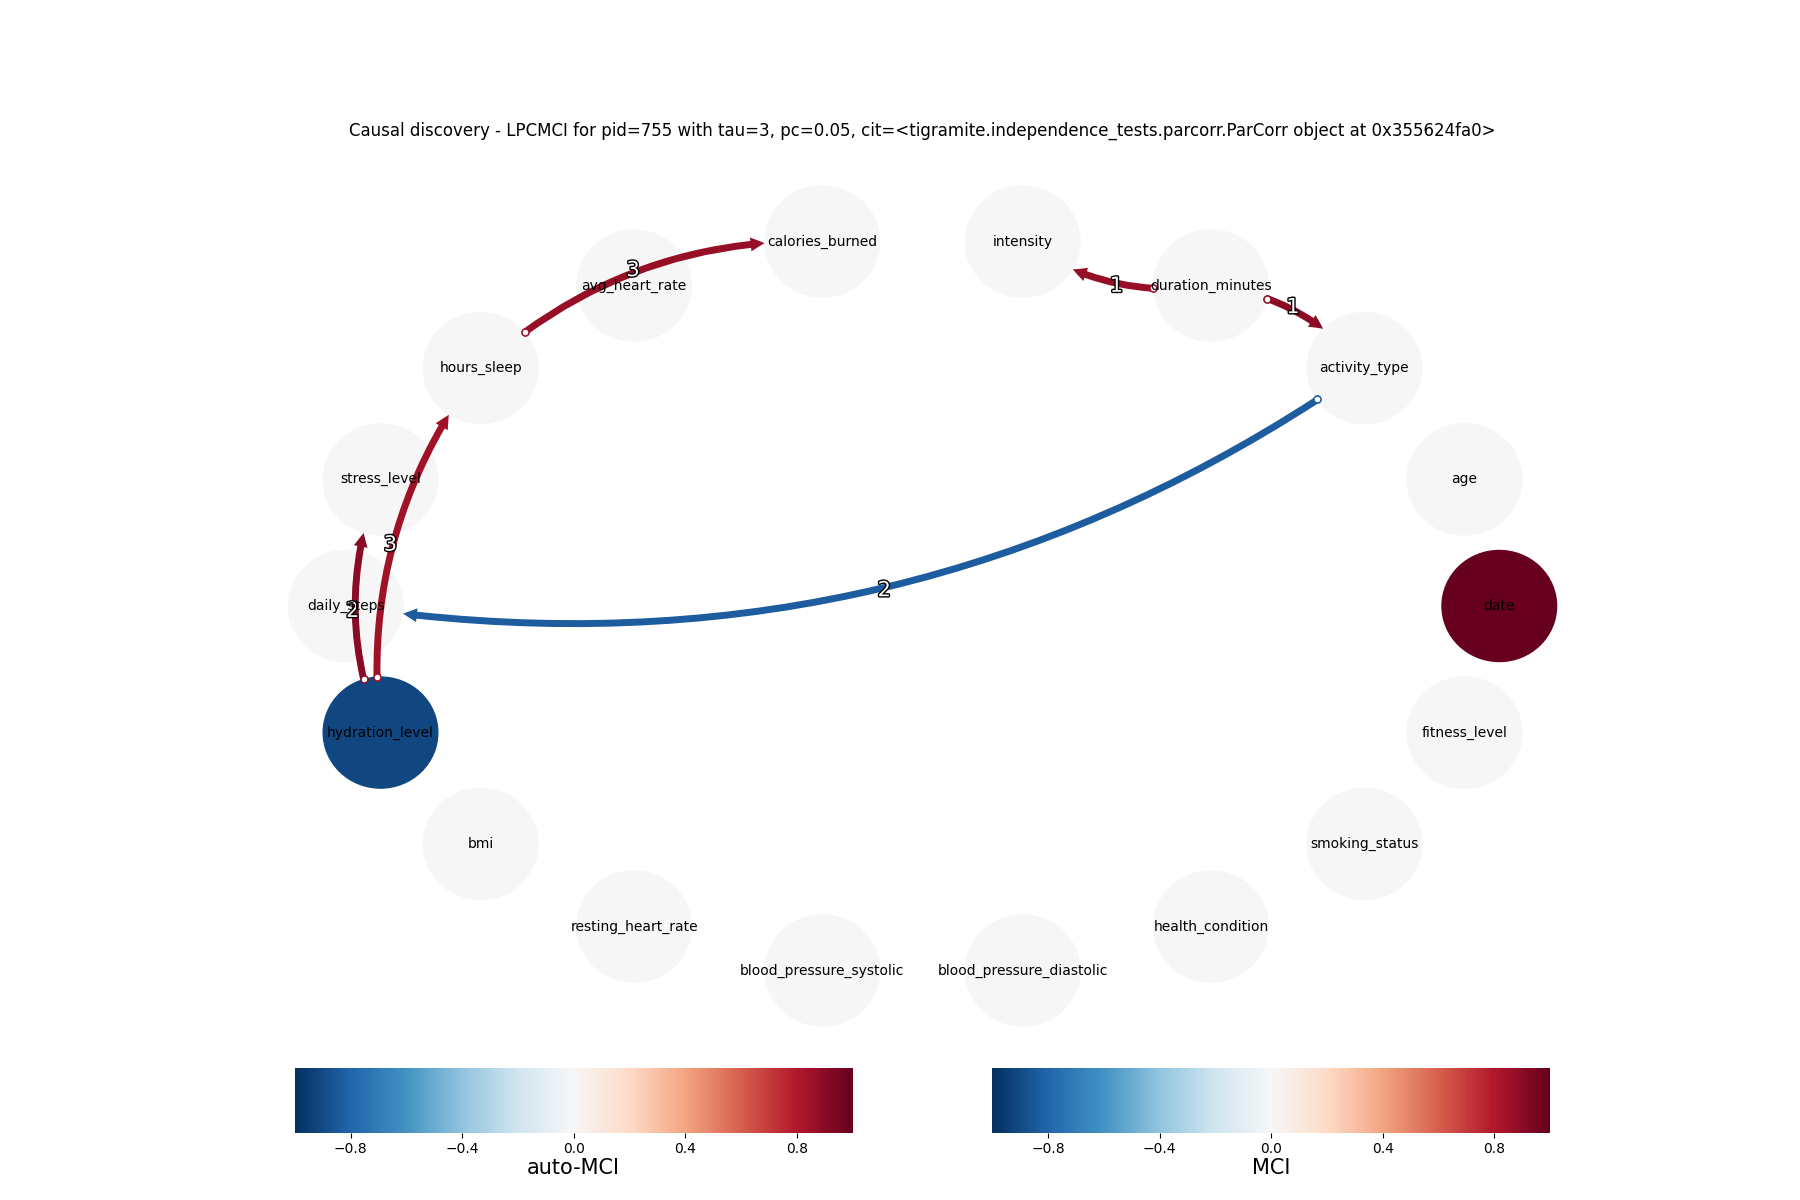 Causal discovery - LPCMCI for pid=755 with tau=3, pc=0.05, cit=<tigramite.independence_tests.parcorr.ParCorr object at 0x355624fa0>
calories_burned
intensity
3
avg_heart_rate
1
duration_minutes
1
hours_sleep
activity_type
stress_level
age
3
2
daily_steps
2
date
hydration_level
fitness_level
bmi
smoking_status
resting_heart_rate
health_condition
blood_pressure_systolic
blood_pressure_diastolic
−0.8 −0.4 0.0 0.4 0.8
auto-MCI
−0.8 −0.4 0.0 0.4 0.8
MCI